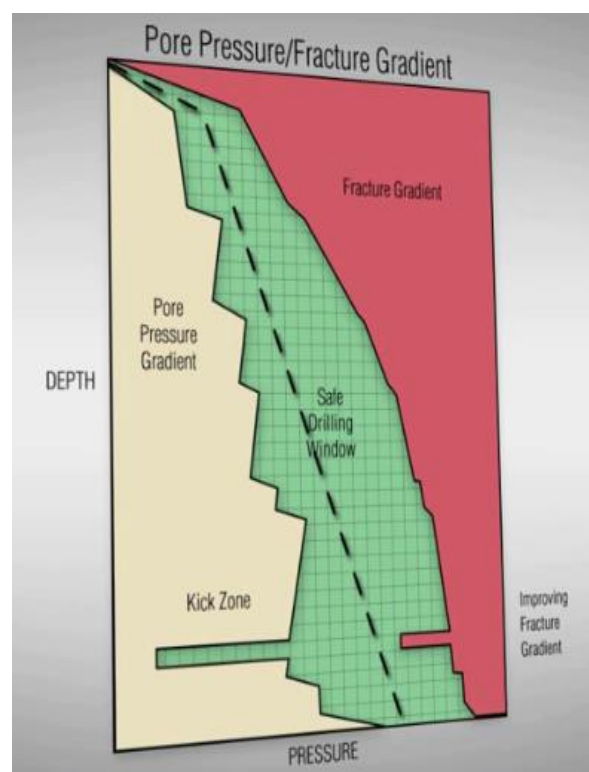 Pore Pressure/Fracture Gradient
Fracture Gradient
Pore
Pressure
Gradient
DEPTH
Safe
Drilling
Window
Kick Zone
Improving
Fracture
Gradient
PRESSURE